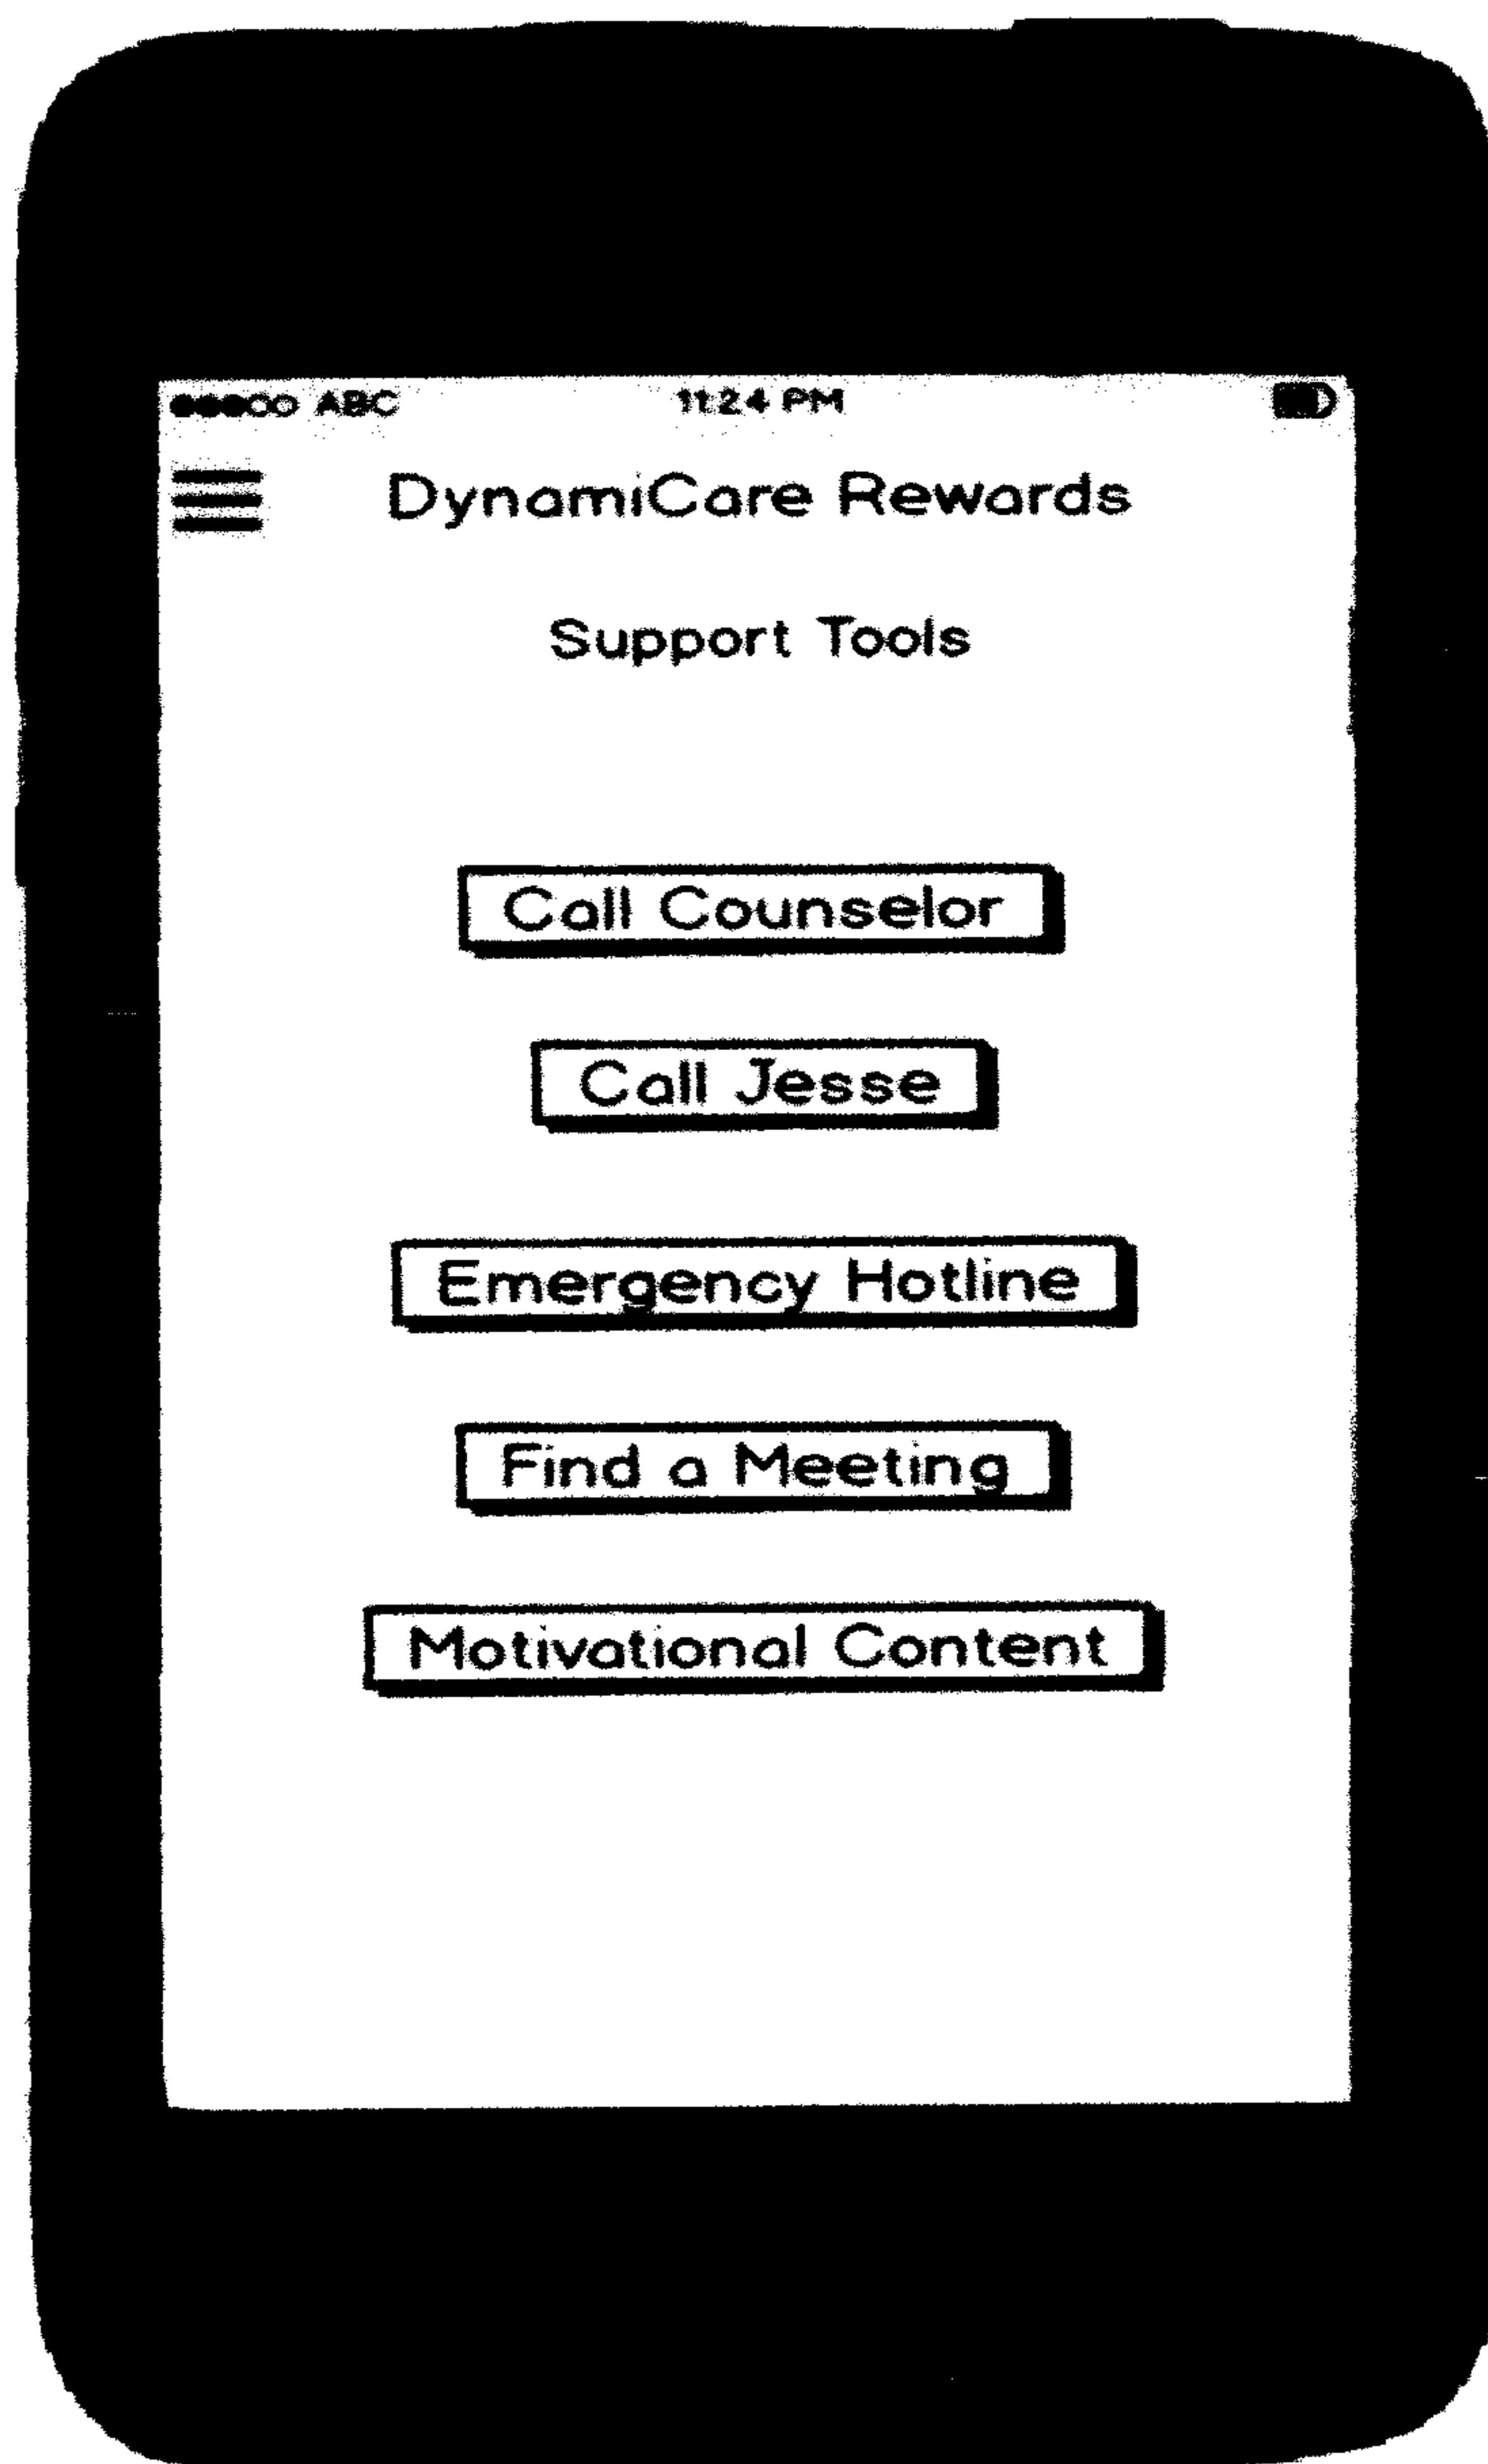 ABC 11:24 PM
DynamiCare Rewards
Support Tools
Call Counselor
Call Jesse
Emergency Hotline
Find a Meeting
Motivational Content